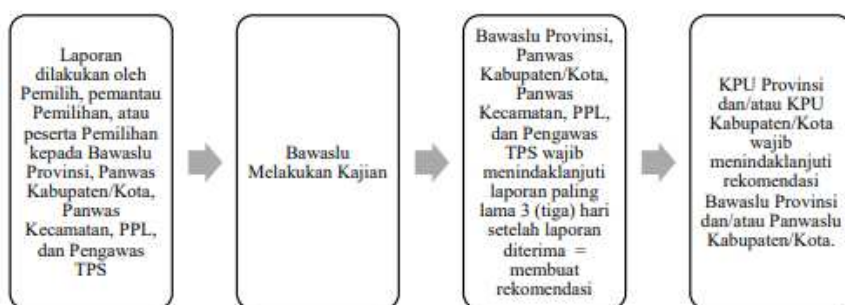 Laporan
dilakukan oleh
Pemilih, pemantau
Pemilihan, atau
peserta Pemilihan
kepada Bawaslu
Provinsi, Panwas
Kabupaten/Kota,
Panwas
Kecamatan, PPL,
dan Pengawas
TPS
Bawaslu
Melakukan Kajian
Bawaslu Provinsi,
Panwas
Kabupaten/Kota,
Panwas
Kecamatan, PPL,
dan Pengawas
TPS wajib
menindaklanjuti
laporan paling
lama 3 (tiga) hari
setelah laporan
diterima =
membuat
rekomendasi
KPU Provinsi
dan/atau KPU
Kabupaten/Kota
wajib
menindaklanjuti
rekomendasi
Bawaslu Provinsi
dan/atau Panwaslu
Kabupaten/Kota.